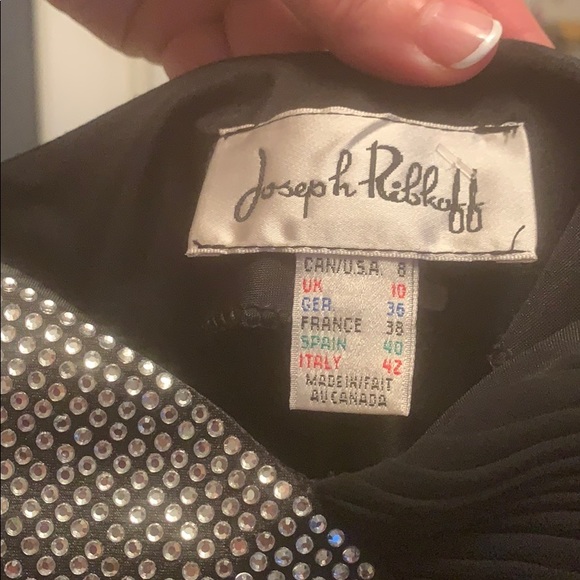 Joseph Ribkoff
CAN/U.S.A. 8
UK 10
GER. 36
FRANCE 38
SPAIN 40
ITALY 42
MADE IN/FAIT
AU CANADA